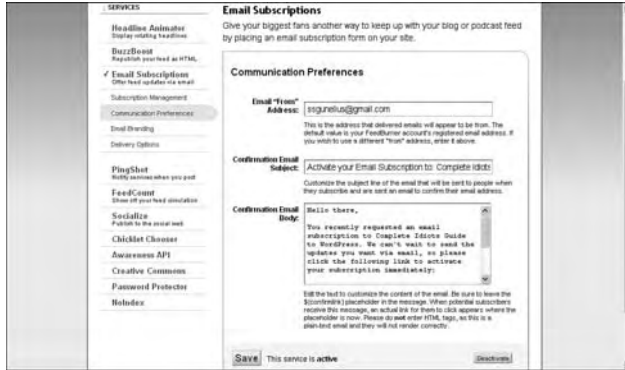 SERVICES
Headline Animator
Display rotating headlines
BuzzBoost
Republish your feed as HTML
✓ Email Subscriptions
Offer feed updates via email
Subscription Management
Communication Preferences
Email Branding
Delivery Options
PingShot
Notify services when you post
FeedCount
Show off your feed circulation
Socialize
Publish to the social web
Chicklet Chooser
Awareness API
Creative Commons
Password Protector
NoIndex
Email Subscriptions
Give your biggest fans another way to keep up with your blog or podcast feed
by placing an email subscription form on your site.
Communication Preferences
Email "From"
Address:
ssgunelius@gmail.com
This is the address that delivered emails will appear to be from. The
default value is your FeedBurner account's registered email address. If
you wish to use a different "from" address, enter it above.
Confirmation Email
Subject:
Activate your Email Subscription to: Complete Idiots
Customize the subject line of the email that will be sent to people when
they subscribe and are sent an email to confirm their email address.
Confirmation Email
Body:
Hello there,
You recently requested an email
subscription to Complete Idiots Guide
to WordPress. We can't wait to send the
updates you want via email, so please
click the following link to activate
your subscription immediately:
Edit the text to customize the content of the email. Be sure to leave the
${confirmlink} placeholder in the message. When potential subscribers
receive this message, an actual link for them to click appears where the
placeholder is now. Please do not enter HTML tags, as this is a
plain-text email and they will not render correctly.
Save
This service is active
Deactivate